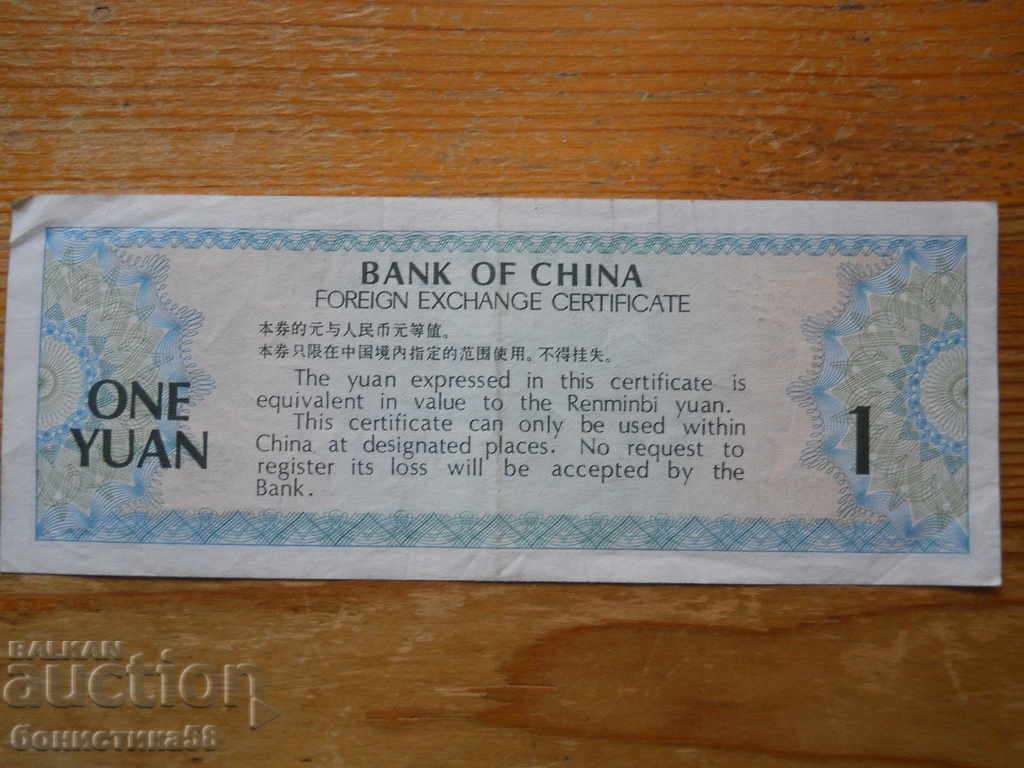 BANK OF CHINA
FOREIGN EXCHANGE CERTIFICATE
本券的元与人民币元等值。
本券只限在中国境内指定的范围使用。不得挂失。
The yuan expressed in this certificate is
equivalent in value to the Renminbi yuan.
This certificate can only be used within
China at designated places. No request to
register its loss will be accepted by the
Bank.
ONE
YUAN
1
BALKAN
auction
бонистика58